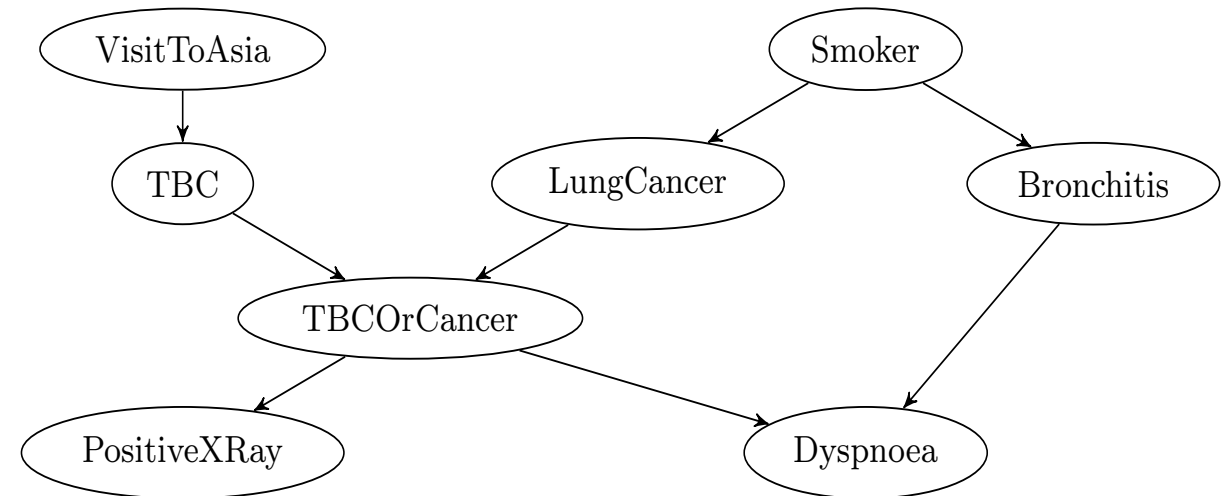 VisitToAsia
Smoker
TBC
LungCancer
Bronchitis
TBCOrCancer
PositiveXRay
Dyspnoea